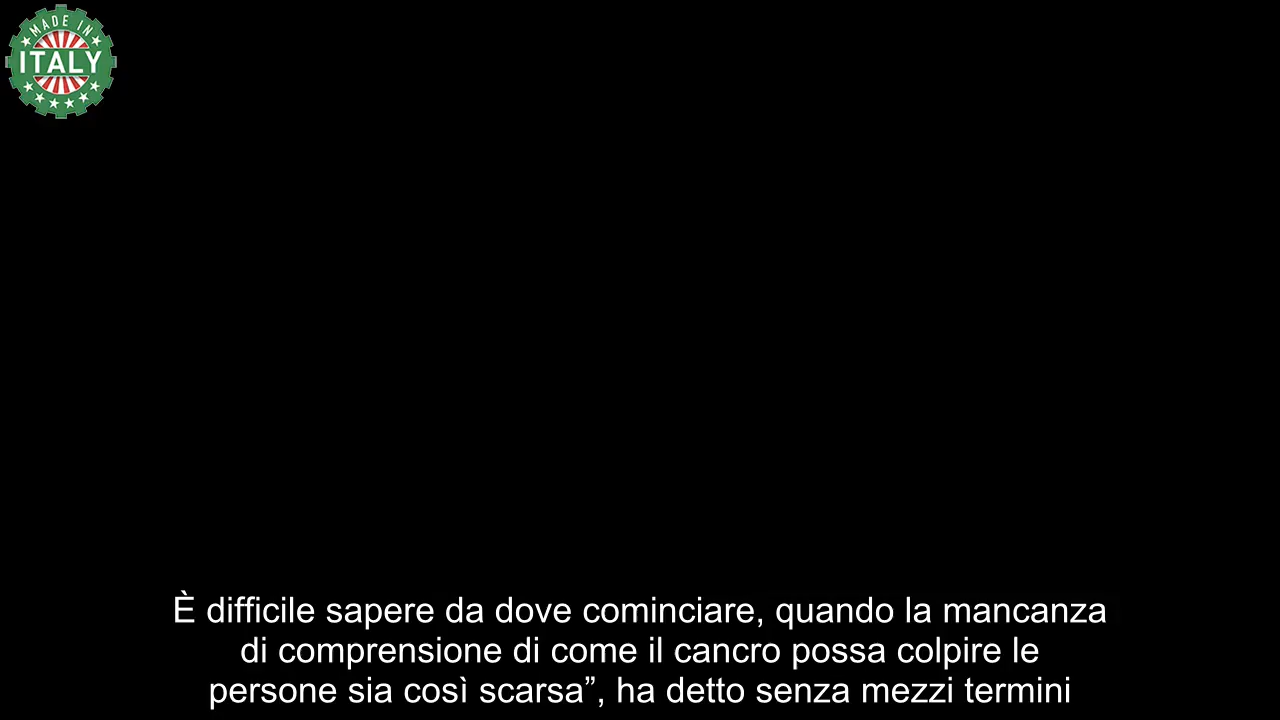 MADE IN
ITALY
È difficile sapere da dove cominciare, quando la mancanza
di comprensione di come il cancro possa colpire le
persone sia così scarsa”, ha detto senza mezzi termini